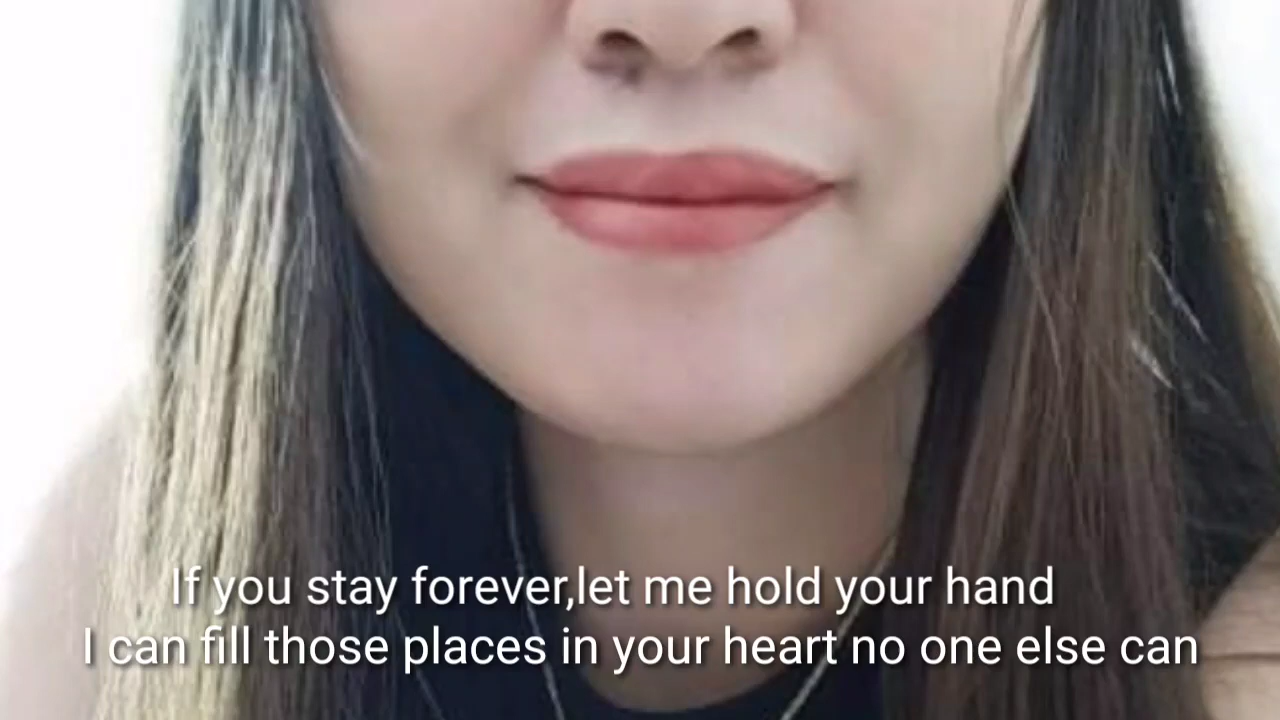 If you stay forever,let me hold your hand
I can fill those places in your heart no one else can